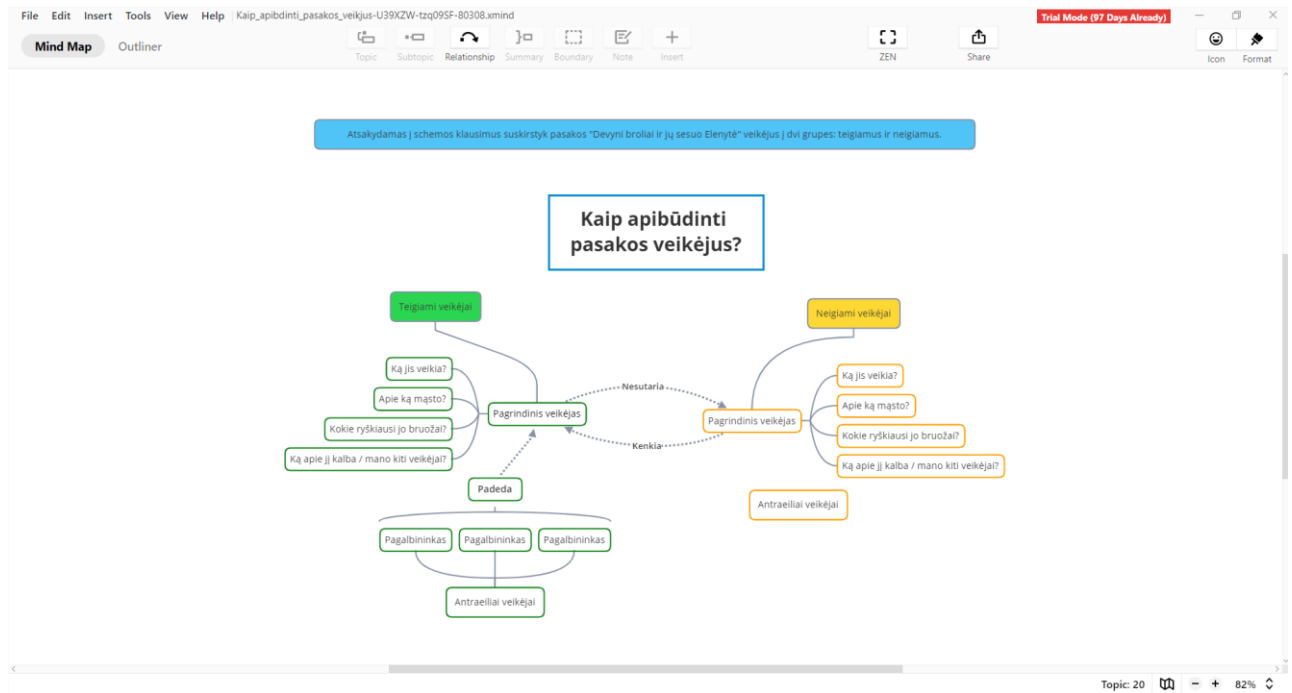 File Edit Insert Tools View Help Kaip_apibdinti_pasakos_veikjus-U39XZW-tzq09SF-80308.xmind
Trial Mode (97 Days Already)
Mind Map Outliner
Topic Subtopic Relationship Summary Boundary Note Insert
ZEN Share
Icon Format
Atsakydamas į schemos klausimus suskirstyk pasakos "Devyni broliai ir jų sesuo Elenytė" veikėjus į dvi grupes: teigiamus ir neigiamus.
Kaip apibūdinti
pasakos veikėjus?
Teigiami veikėjai
Ką jis veikia?
Apie ką mąsto?
Kokie ryškiausi jo bruožai?
Ką apie jį kalba / mano kiti veikėjai?
Pagrindinis veikėjas
Padeda
Pagalbininkas Pagalbininkas Pagalbininkas
Antraeiliai veikėjai
Nesutaria
Kenkia
Neigiami veikėjai
Pagrindinis veikėjas
Ką jis veikia?
Apie ką mąsto?
Kokie ryškiausi jo bruožai?
Ką apie jį kalba / mano kiti veikėjai?
Antraeiliai veikėjai
Topic: 20 82%